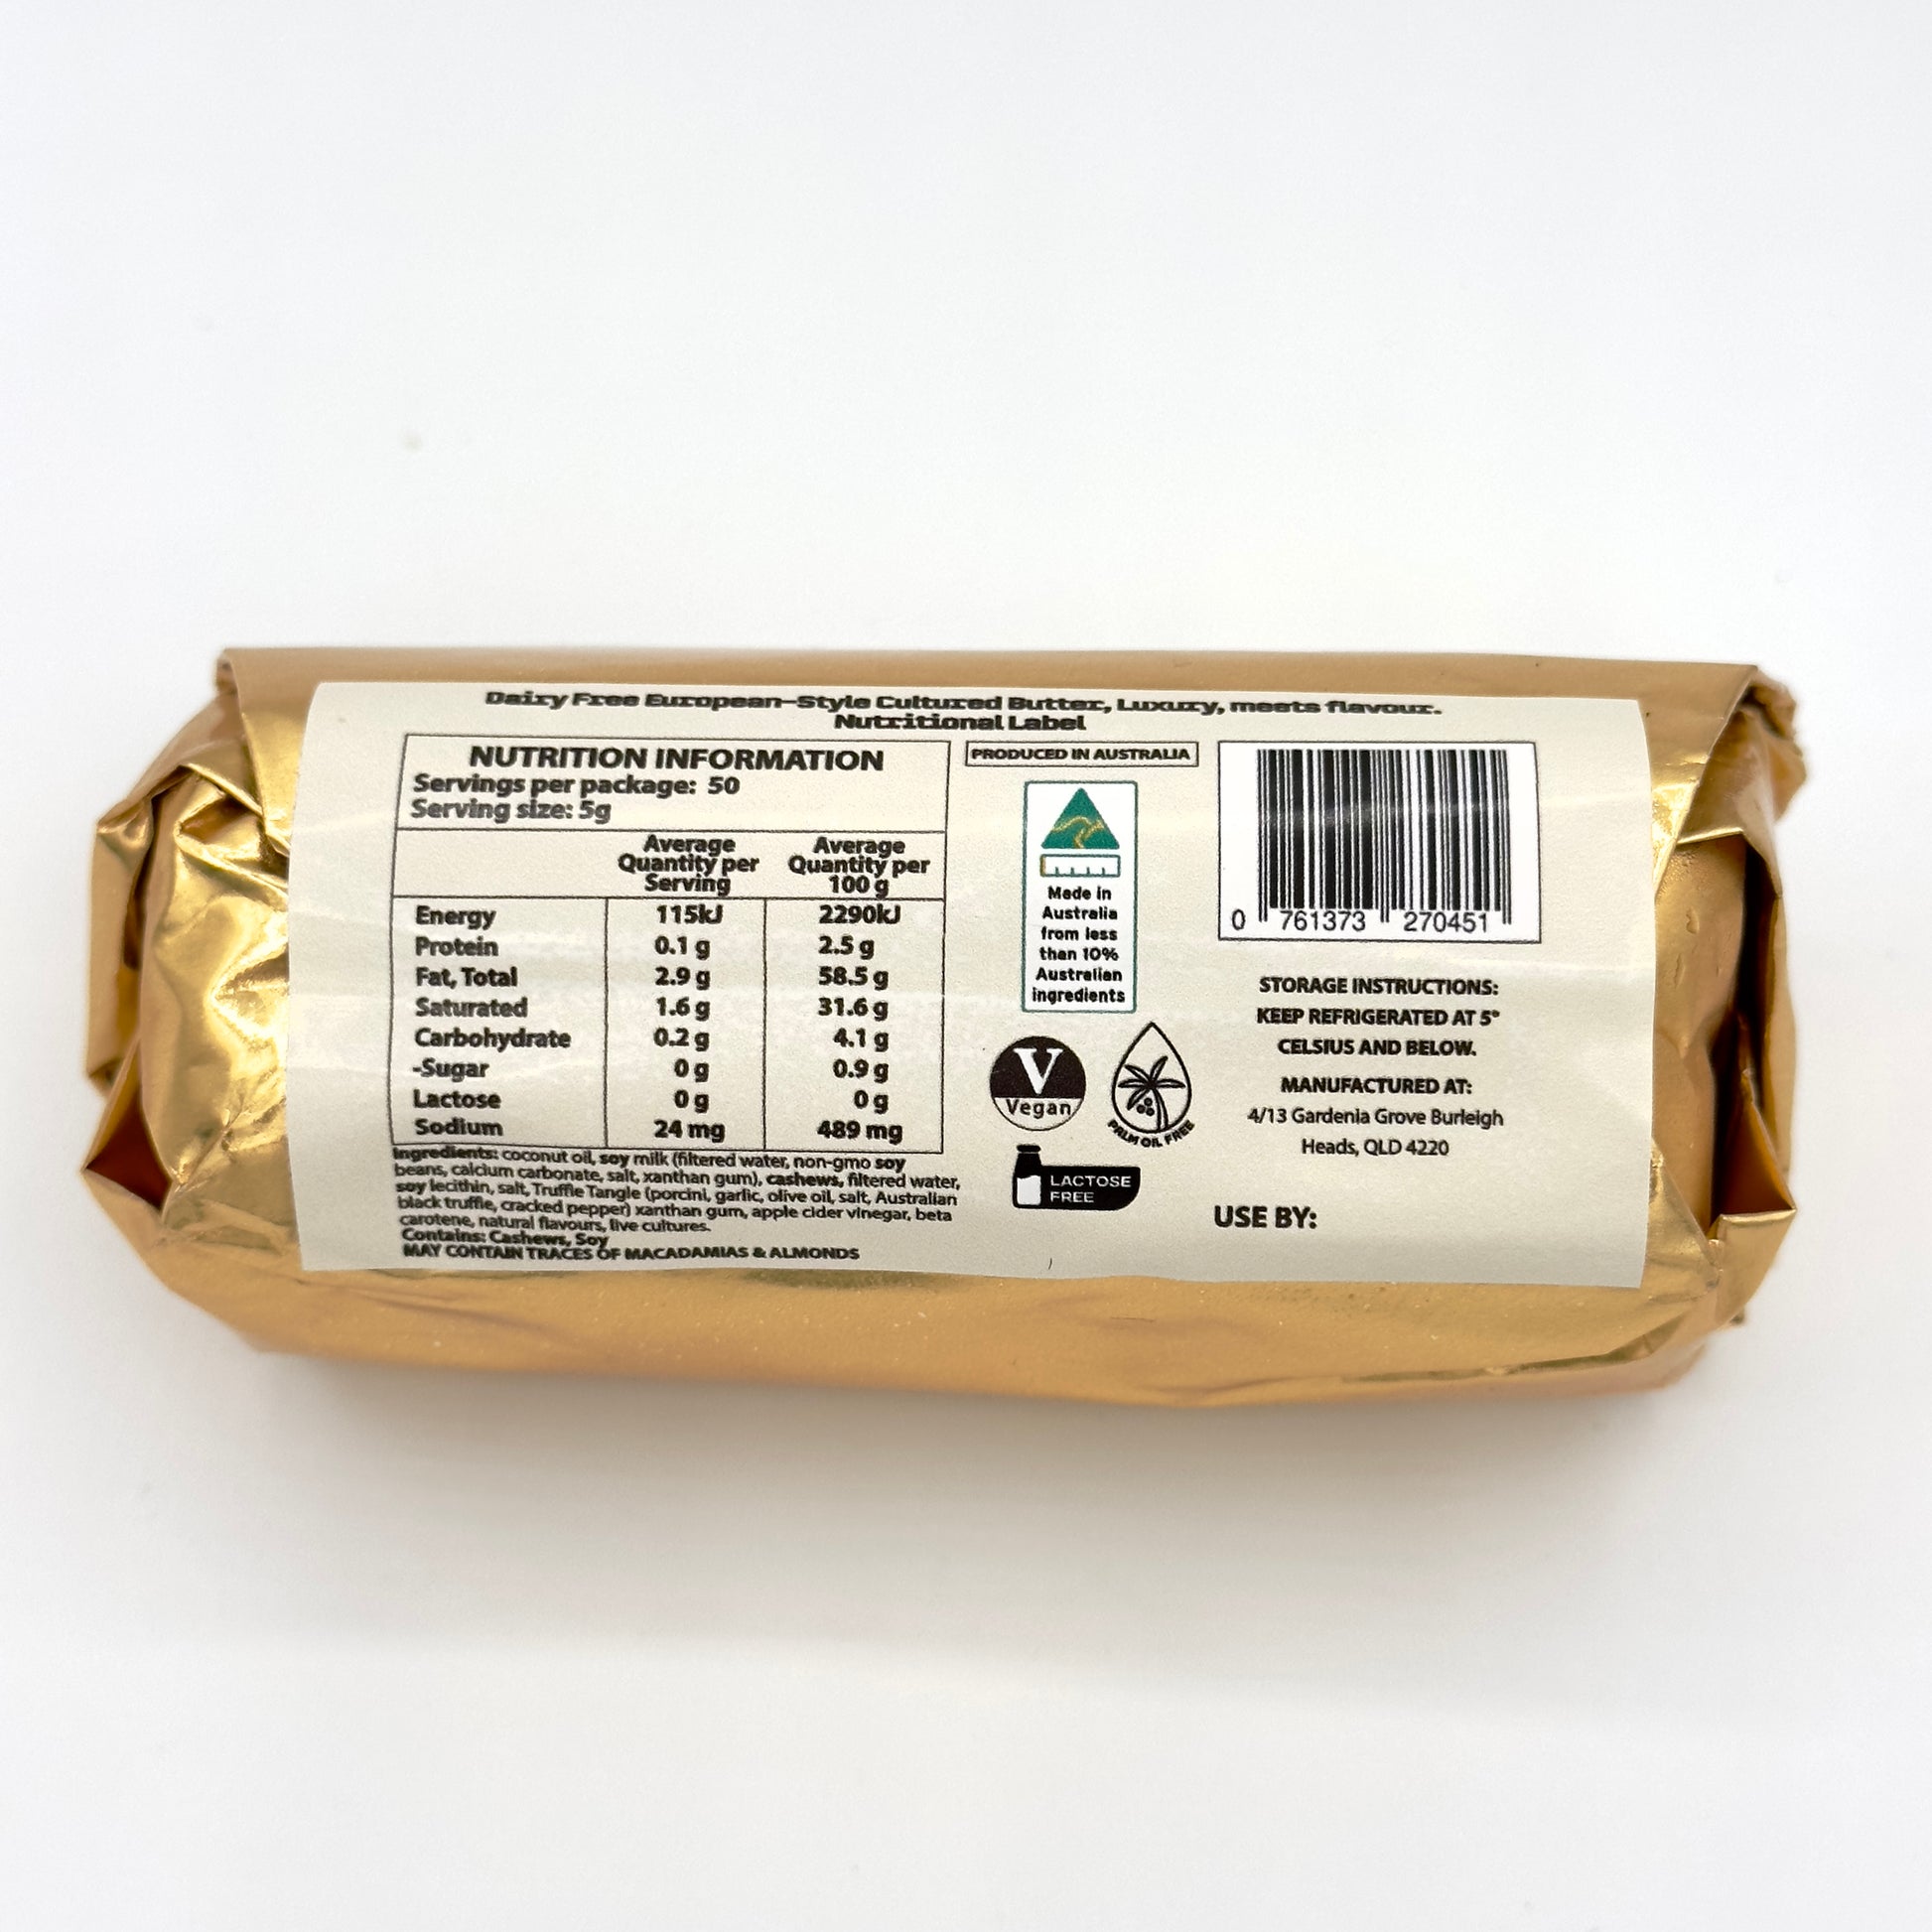 Dairy Free European-Style Cultured Butter, Luxury, meets flavour.
Nutritional Label
NUTRITION INFORMATION
Servings per package: 50
Serving size: 5g
Average Quantity per Serving Average Quantity per 100 g
Energy 115kJ 2290kJ
Protein 0.1 g 2.5 g
Fat, Total 2.9 g 58.5 g
Saturated 1.6 g 31.6 g
Carbohydrate 0.2 g 4.1 g
-Sugar 0 g 0.9 g
Lactose 0 g 0 g
Sodium 24 mg 489 mg
Ingredients: coconut oil, soy milk (filtered water, non-gmo soy
beans, calcium carbonate, salt, xanthan gum), cashews, filtered water,
soy lecithin, salt, Truffle Tangle (porcini, garlic, olive oil, salt, Australian
black truffle, cracked pepper) xanthan gum, apple cider vinegar, beta
carotene, natural flavours, live cultures.
Contains: Cashews, Soy
MAY CONTAIN TRACES OF MACADAMIAS & ALMONDS
PRODUCED IN AUSTRALIA
Made in
Australia
from less
than 10%
Australian
ingredients
V
Vegan
PALM OIL FREE
LACTOSE
FREE
0 761373 270451
STORAGE INSTRUCTIONS:
KEEP REFRIGERATED AT 5°
CELSIUS AND BELOW.
MANUFACTURED AT:
4/13 Gardenia Grove Burleigh
Heads, QLD 4220
USE BY: